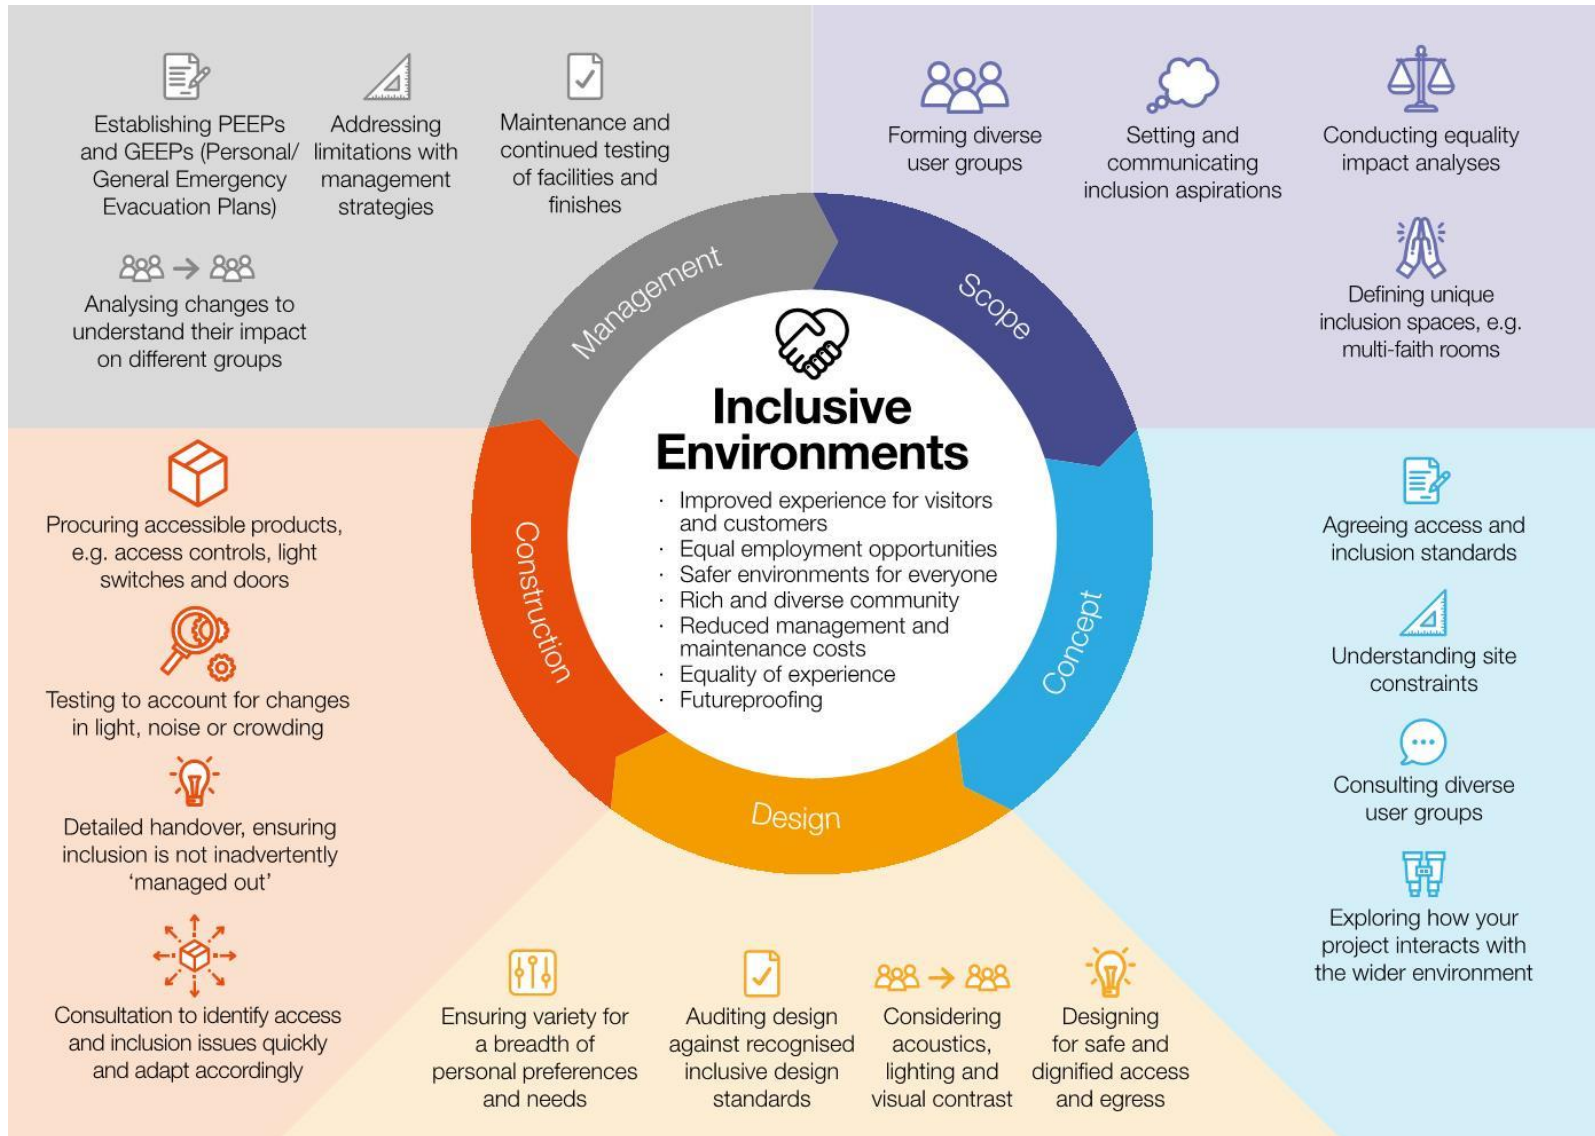 Establishing PEEPs
and GEEPs (Personal/
General Emergency
Evacuation Plans)
Addressing
limitations with
management
strategies
Maintenance and
continued testing
of facilities and
finishes
Analysing changes to
understand their impact
on different groups
Management
Forming diverse
user groups
Setting and
communicating
inclusion aspirations
Conducting equality
impact analyses
Defining unique
inclusion spaces, e.g.
multi-faith rooms
Scope
Inclusive
Environments
· Improved experience for visitors
and customers
· Equal employment opportunities
· Safer environments for everyone
· Rich and diverse community
· Reduced management and
maintenance costs
· Equality of experience
· Futureproofing
Concept
Agreeing access and
inclusion standards
Understanding site
constraints
Consulting diverse
user groups
Exploring how your
project interacts with
the wider environment
Construction
Procuring accessible products,
e.g. access controls, light
switches and doors
Testing to account for changes
in light, noise or crowding
Detailed handover, ensuring
inclusion is not inadvertently
‘managed out’
Consultation to identify access
and inclusion issues quickly
and adapt accordingly
Design
Ensuring variety for
a breadth of
personal preferences
and needs
Auditing design
against recognised
inclusive design
standards
Considering
acoustics,
lighting and
visual contrast
Designing
for safe and
dignified access
and egress